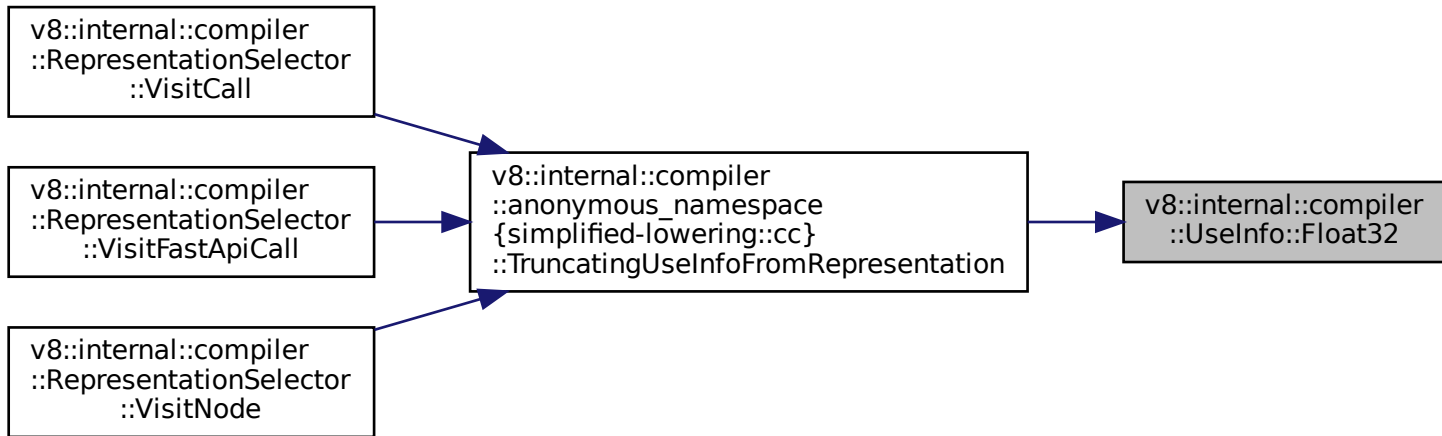 v8::internal::compiler
::RepresentationSelector
::VisitCall
v8::internal::compiler
::RepresentationSelector
::VisitFastApiCall
v8::internal::compiler
::RepresentationSelector
::VisitNode
v8::internal::compiler
::anonymous_namespace
{simplified-lowering::cc}
::TruncatingUseInfoFromRepresentation
v8::internal::compiler
::UseInfo::Float32